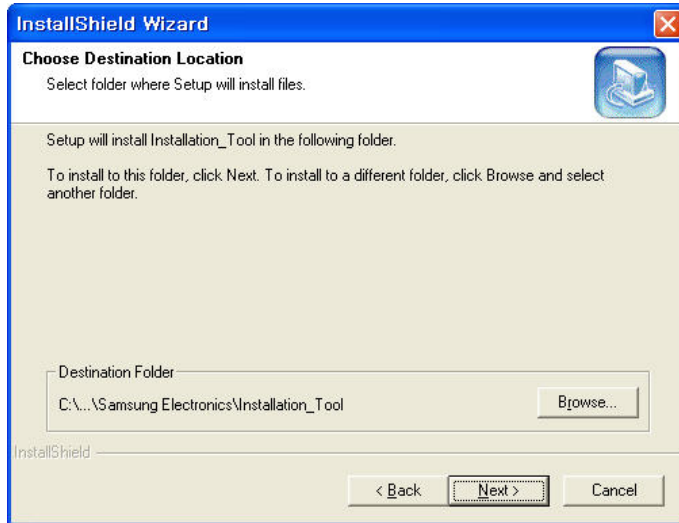 InstallShield Wizard
Choose Destination Location
Select folder where Setup will install files.
Setup will install Installation_Tool in the following folder.
To install to this folder, click Next. To install to a different folder, click Browse and select
another folder.
Destination Folder
C:\...\Samsung Electronics\Installation_Tool
Browse...
InstallShield
< Back
Next >
Cancel